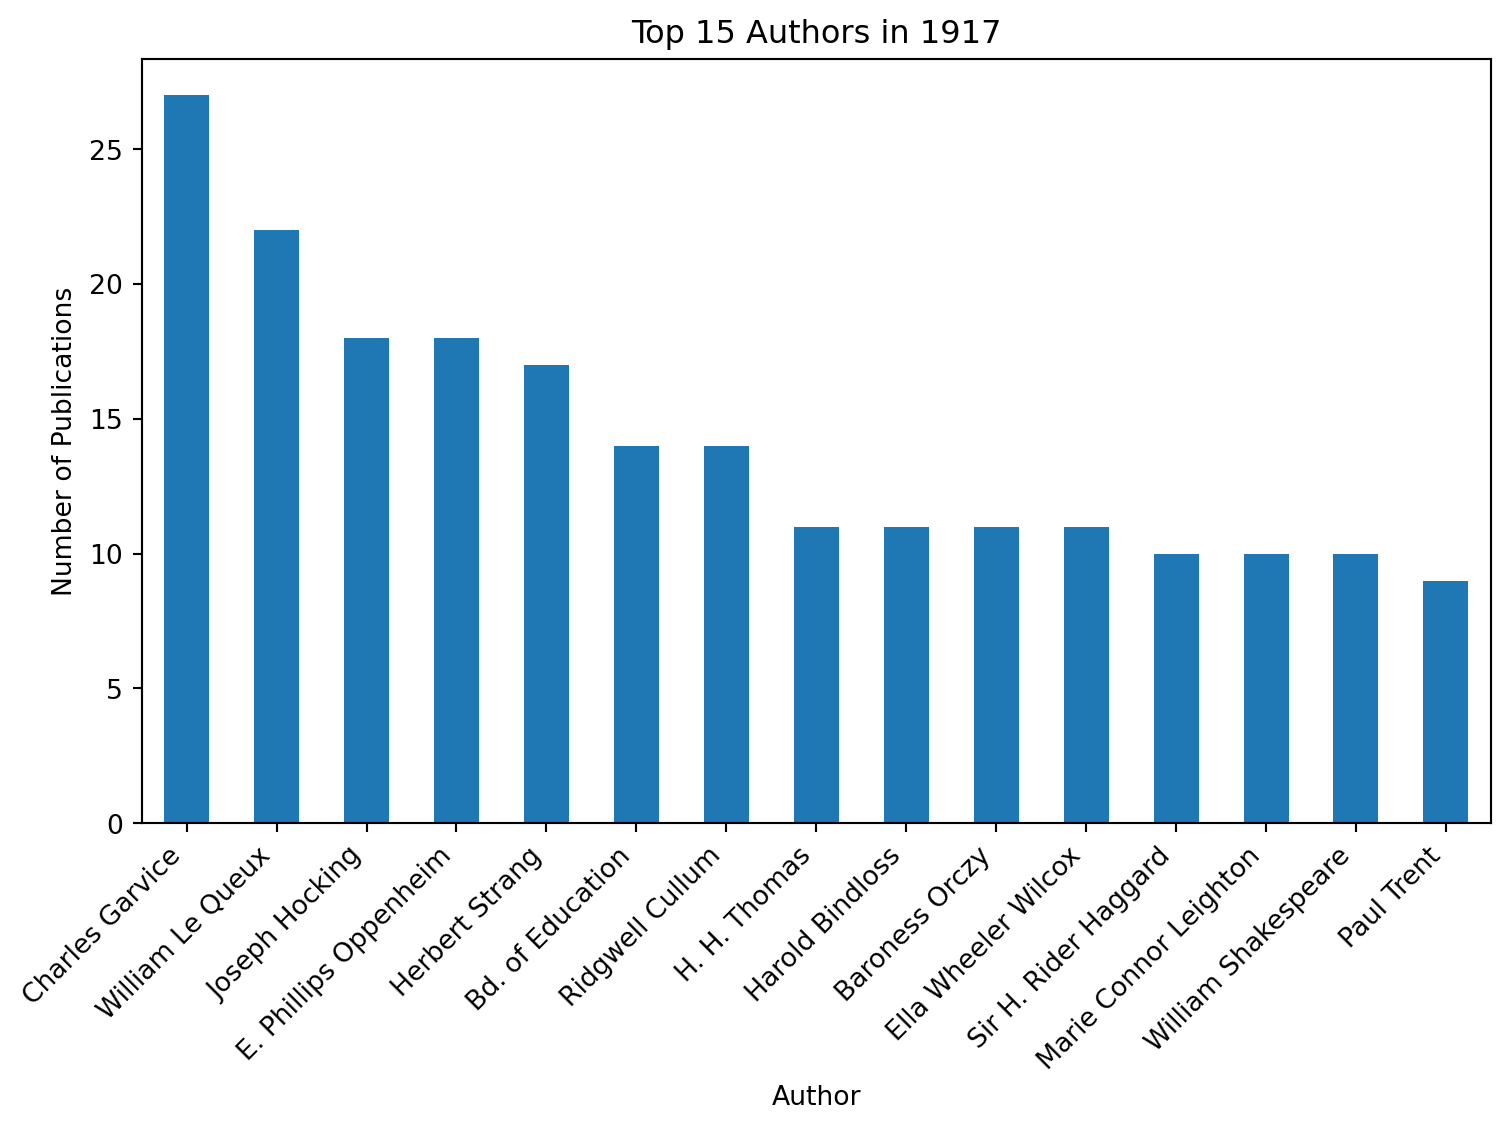 Top 15 Authors in 1917
Number of Publications
25
20
15
10
5
0
Charles Garvice
William Le Queux
Joseph Hocking
E. Phillips Oppenheim
Herbert Strang
Bd. of Education
Ridgwell Cullum
H. H. Thomas
Harold Bindloss
Baroness Orczy
Ella Wheeler Wilcox
Sir H. Rider Haggard
Marie Connor Leighton
William Shakespeare
Paul Trent
Author